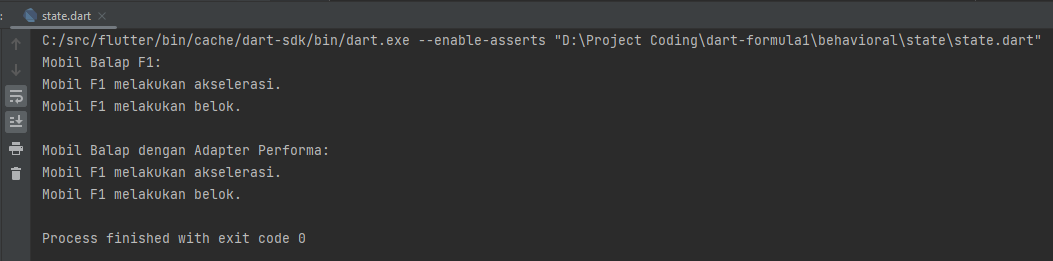 :
state.dart
C:/src/flutter/bin/cache/dart-sdk/bin/dart.exe --enable-asserts "D:\Project Coding\dart-formula1\behavioral\state\state.dart"
Mobil Balap F1:
Mobil F1 melakukan akselerasi.
Mobil F1 melakukan belok.
Mobil Balap dengan Adapter Performa:
Mobil F1 melakukan akselerasi.
Mobil F1 melakukan belok.
Process finished with exit code 0